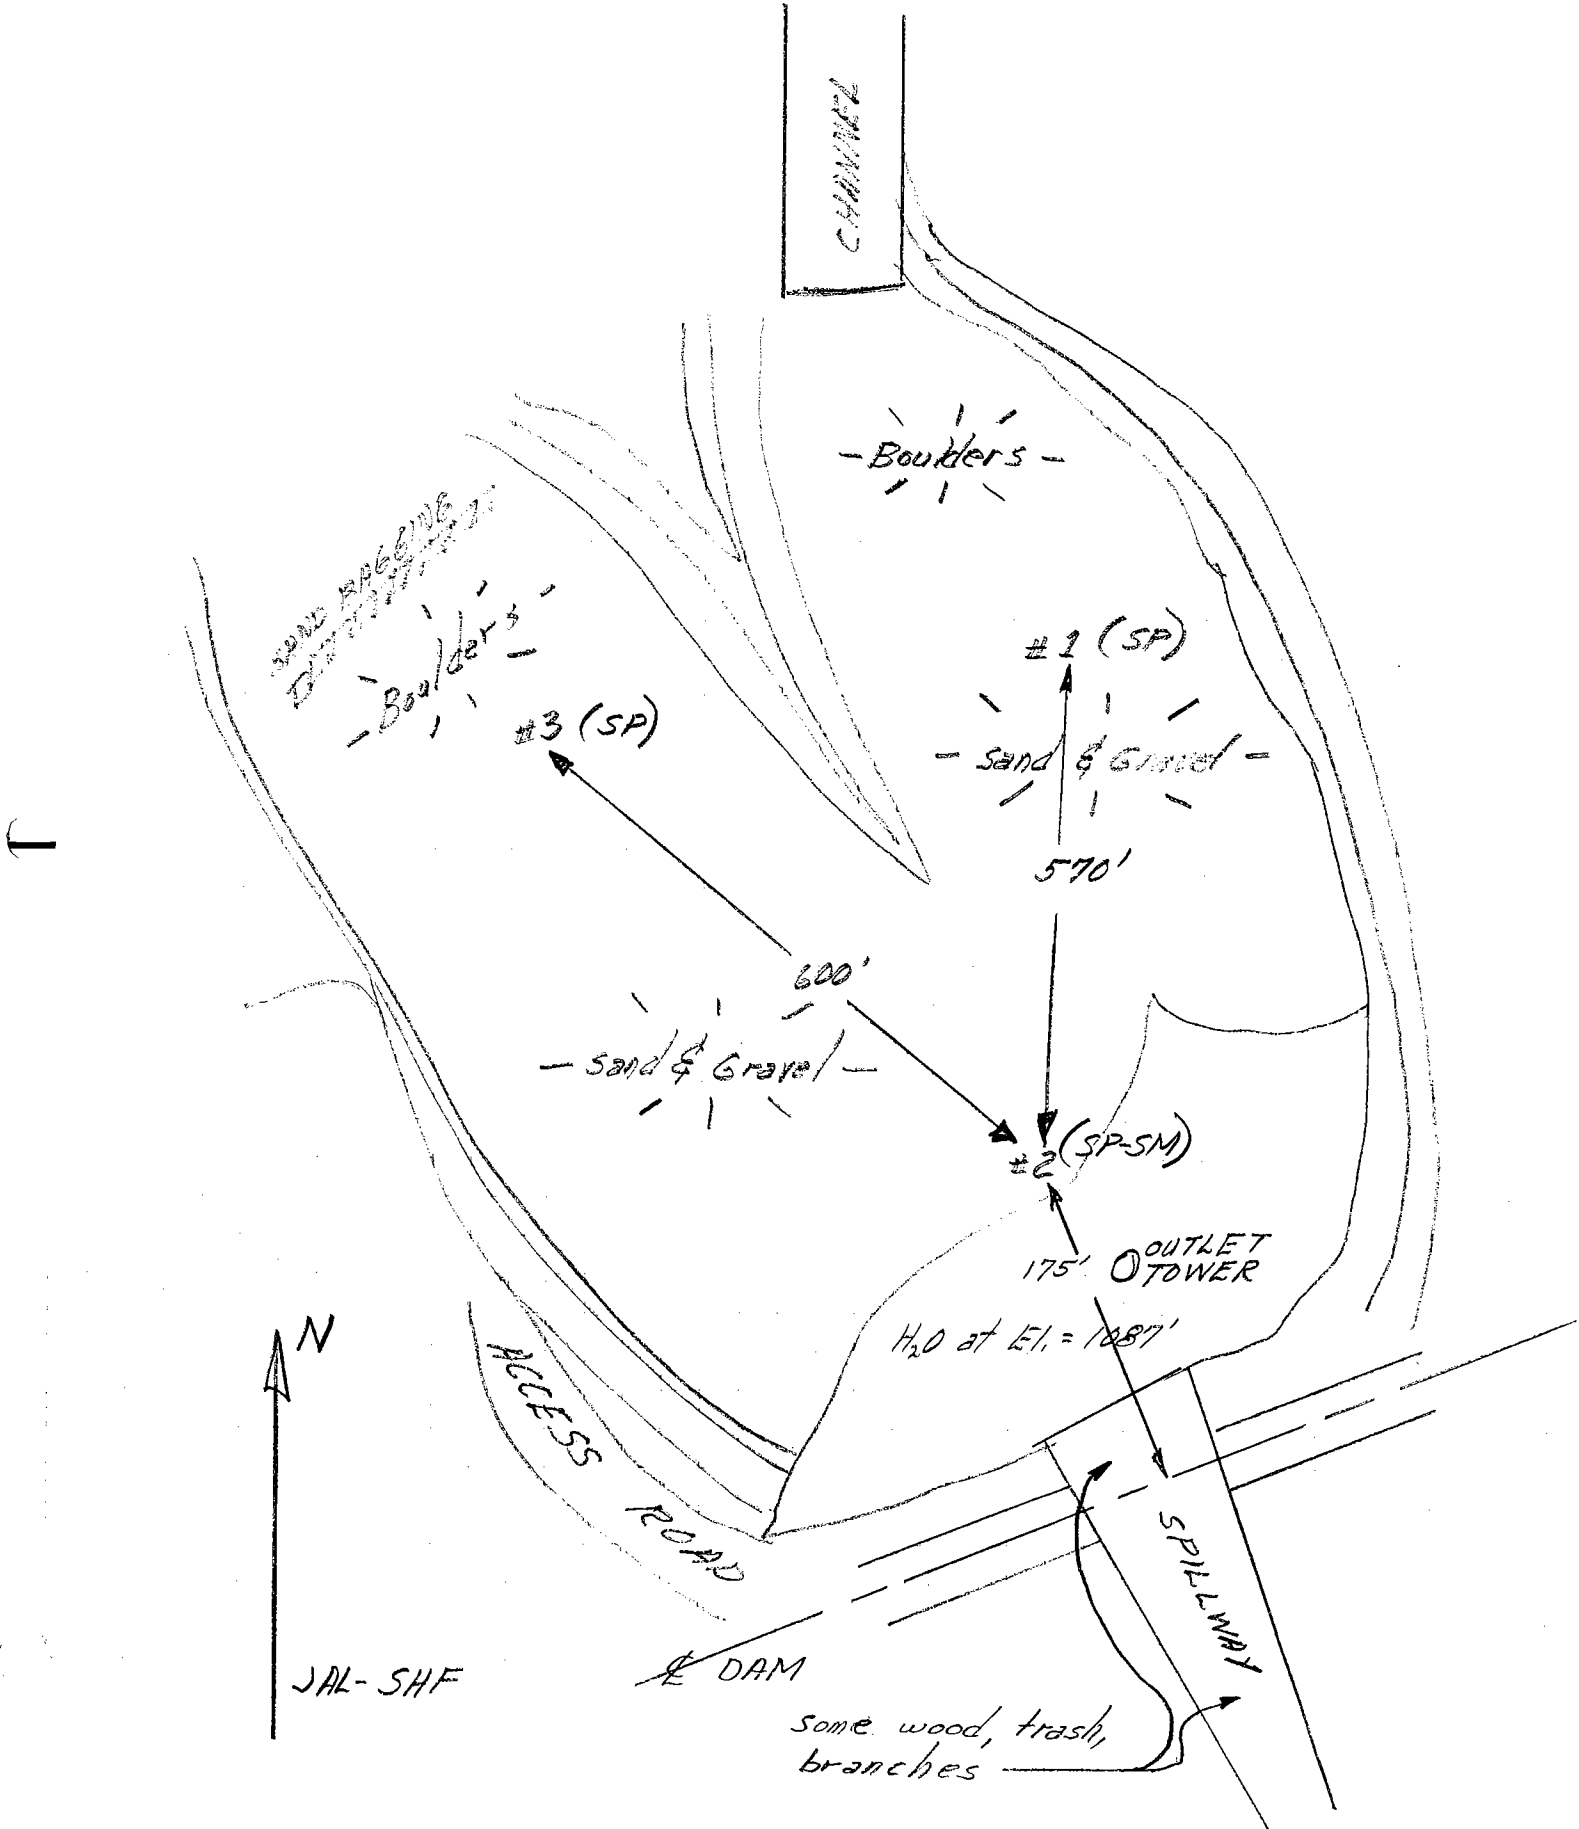 CHANNEL
- Boulders -
SAND BAGGING
Boulders
#1 (SP)
#3 (SP)
- Sand & Gravel -
570'
600'
- Sand & Gravel -
#2 (SP-SM)
175'
OUTLET
TOWER
H₂O at El. = 1087'
N
ACCESS ROAD
SPILLWAY
JAL-SHF
℄ DAM
some wood, trash,
branches